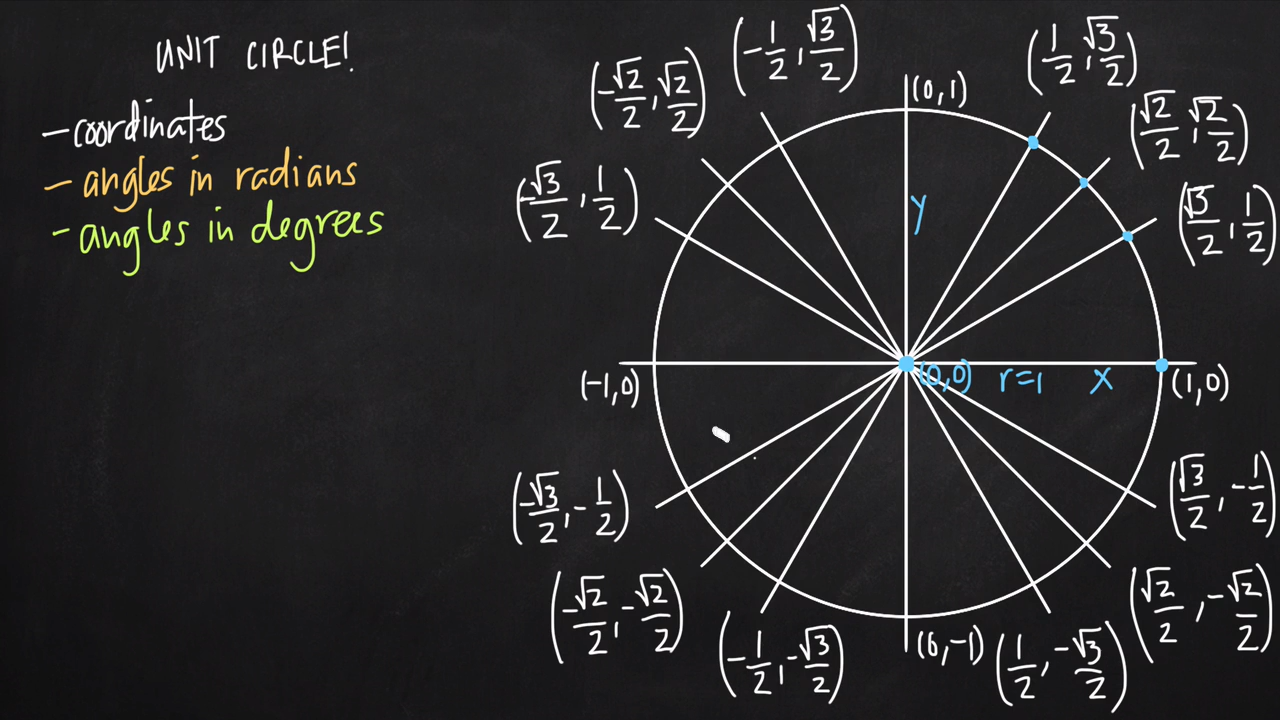 UNIT CIRCLE!
-coordinates
- angles in radians
- angles in degrees
(-1/2, √3/2)
(1/2, √3/2)
(-√2/2, √2/2)
(0,1)
(√2/2, √2/2)
(-√3/2, 1/2)
y
(√3/2, 1/2)
(-1,0)
(0,0)
r=1
x
(1,0)
(-√3/2, -1/2)
(√3/2, -1/2)
(-√2/2, -√2/2)
(√2/2, -√2/2)
(-1/2, -√3/2)
(0,-1)
(1/2, -√3/2)